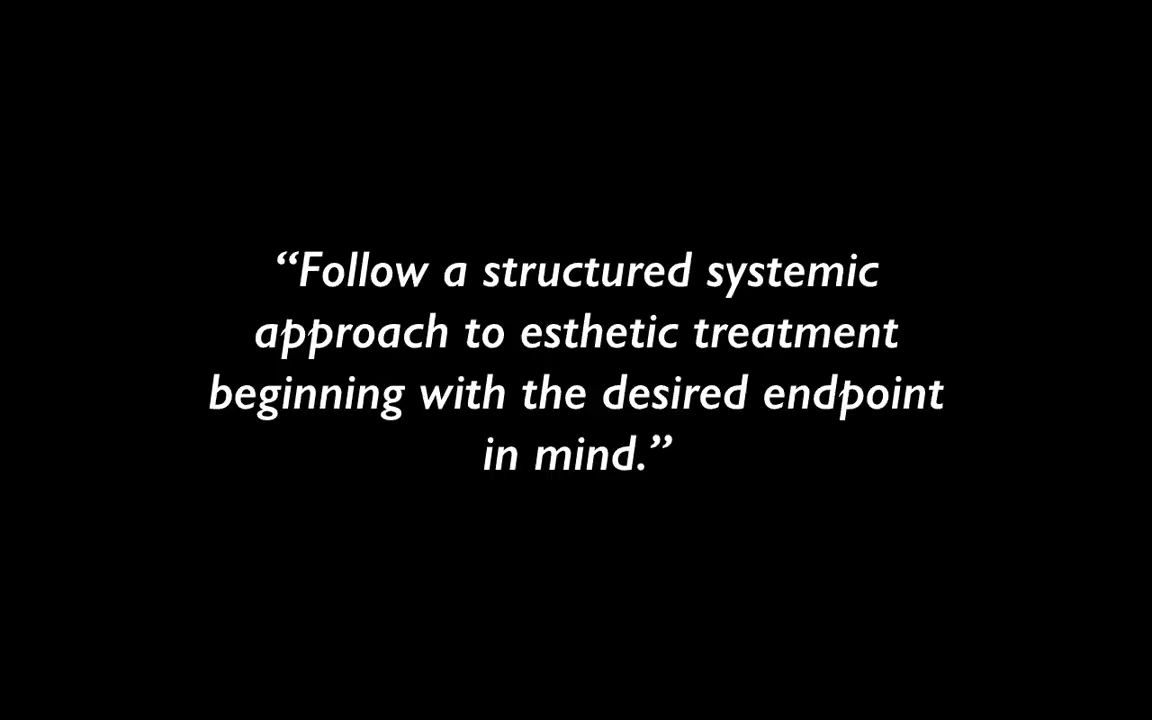 “Follow a structured systemic
approach to esthetic treatment
beginning with the desired endpoint
in mind.”